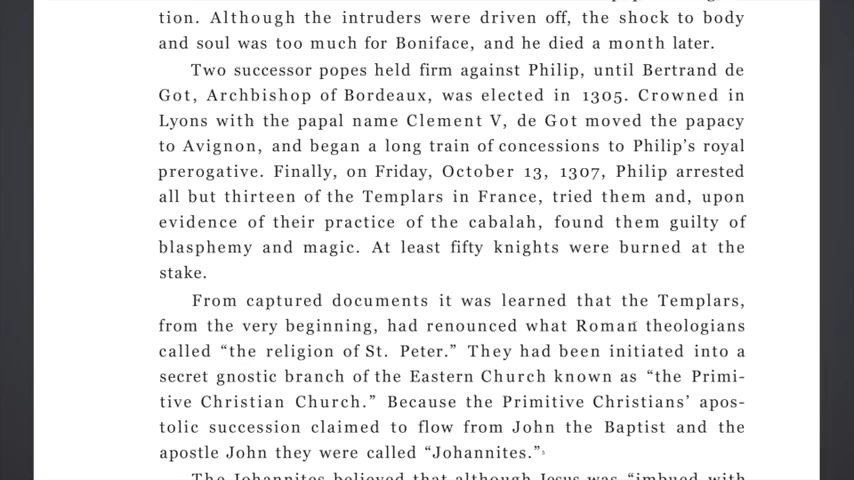 tion. Although the intruders were driven off, the shock to body
and soul was too much for Boniface, and he died a month later.
Two successor popes held firm against Philip, until Bertrand de
Got, Archbishop of Bordeaux, was elected in 1305. Crowned in
Lyons with the papal name Clement V, de Got moved the papacy
to Avignon, and began a long train of concessions to Philip's royal
prerogative. Finally, on Friday, October 13, 1307, Philip arrested
all but thirteen of the Templars in France, tried them and, upon
evidence of their practice of the cabalah, found them guilty of
blasphemy and magic. At least fifty knights were burned at the
stake.
From captured documents it was learned that the Templars,
from the very beginning, had renounced what Roman theologians
called “the religion of St. Peter.” They had been initiated into a
secret gnostic branch of the Eastern Church known as “the Primi-
tive Christian Church.” Because the Primitive Christians' apos-
tolic succession claimed to flow from John the Baptist and the
apostle John they were called “Johannites.”
The Johannites believed that although Jesus was “imbued with